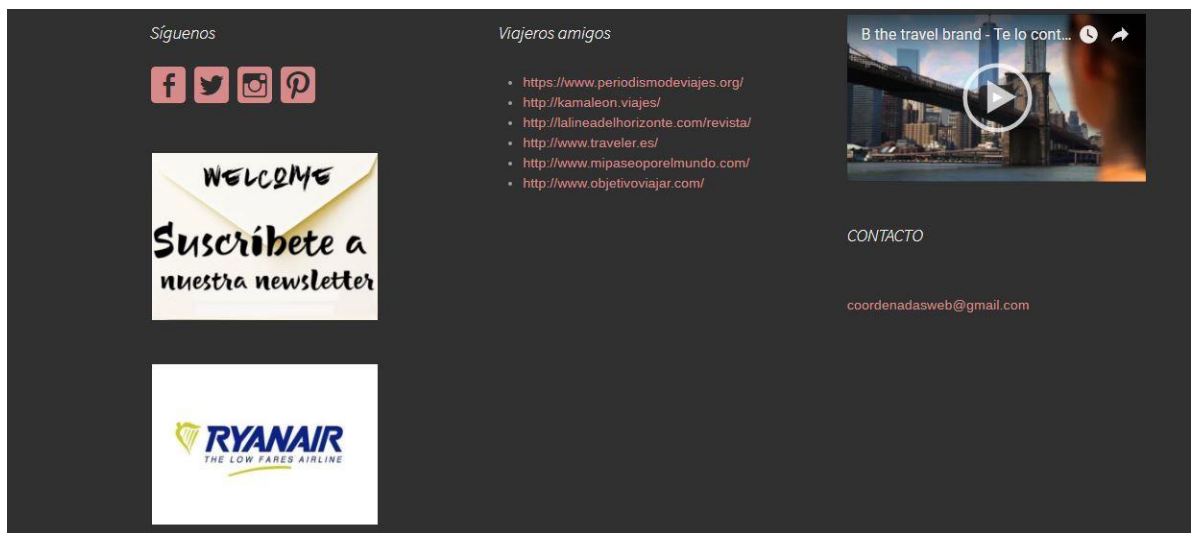 Síguenos
WELCOME
Suscríbete a
nuestra newsletter
RYANAIR
THE LOW FARES AIRLINE
Viajeros amigos
https://www.periodismodeviajes.org/
http://kamaleon.viajes/
http://lalineadelhorizonte.com/revista/
http://www.traveler.es/
http://www.mipaseoporelmundo.com/
http://www.objetivoviajar.com/
B the travel brand - Te lo cont...
CONTACTO
coordenadasweb@gmail.com